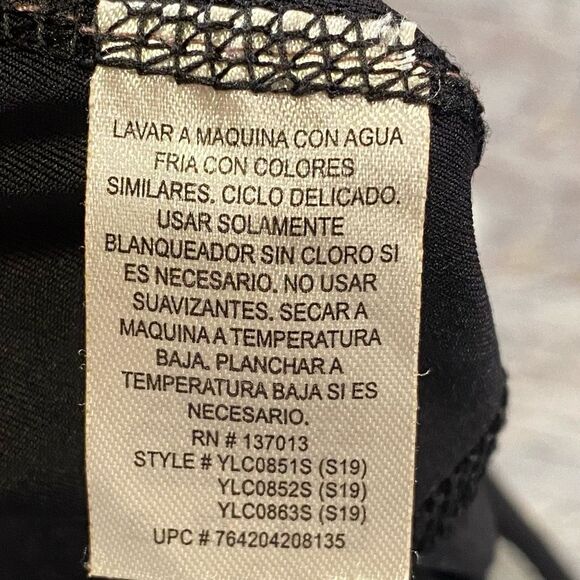 LAVAR A MAQUINA CON AGUA
FRIA CON COLORES
SIMILARES. CICLO DELICADO.
USAR SOLAMENTE
BLANQUEADOR SIN CLORO SI
ES NECESARIO. NO USAR
SUAVIZANTES. SECAR A
MAQUINA A TEMPERATURA
BAJA. PLANCHAR A
TEMPERATURA BAJA SI ES
NECESARIO.
RN # 137013
STYLE # YLC0851S (S19)
YLC0852S (S19)
YLC0863S (S19)
UPC # 764204208135